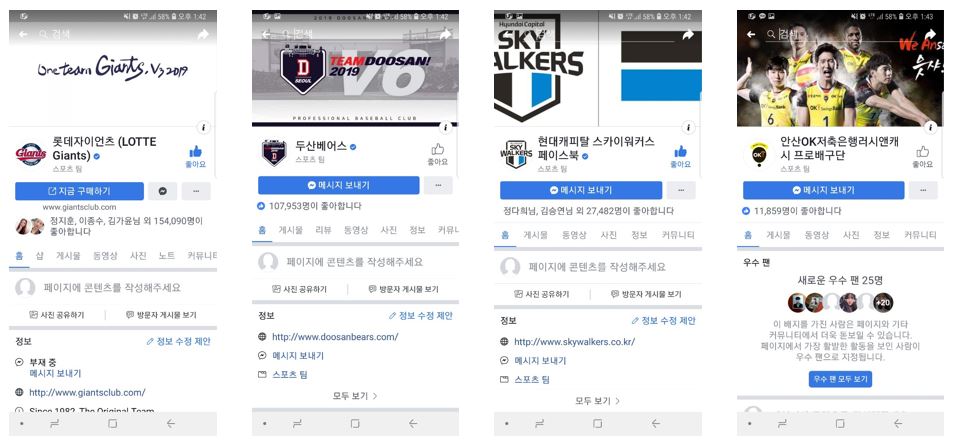 58% 오후 1:42
검색
One team Giants. V3 2019
롯데자이언츠 (LOTTE
Giants)
스포츠 팀
좋아요
지금 구매하기
www.giantsclub.com
정지훈, 이종수, 김가윤님 외 154,090명이
좋아합니다
홈 샵 게시물 동영상 사진 노트 커뮤니티
페이지에 콘텐츠를 작성해주세요
사진 공유하기 방문자 게시물 보기
정보 정보 수정 제안
부재 중
메시지 보내기
http://www.giantsclub.com/
Since 1982, The Original Team
58% 오후 1:42
2019 DOOSAN BEARS
검색
D
SEOUL
TEAMDOOSAN!
2019
V6
PROFESSIONAL BASEBALL CLUB
두산베어스
스포츠 팀
좋아요
메시지 보내기
107,953명이 좋아합니다
홈 게시물 리뷰 동영상 사진 정보 커뮤니
페이지에 콘텐츠를 작성해주세요
사진 공유하기 방문자 게시물 보기
정보 정보 수정 제안
http://www.doosanbears.com/
메시지 보내기
스포츠 팀
모두 보기
58% 오후 1:42
Hyundai Capital
검색
SKY
WALKERS
SKY
WALKERS
현대캐피탈 스카이워커스
페이스북
스포츠 팀
좋아요
메시지 보내기
정다희님, 김승연님 외 27,482명이 좋아합니다
홈 게시물 동영상 사진 정보 커뮤니티
페이지에 콘텐츠를 작성해주세요
사진 공유하기 방문자 게시물 보기
정보 정보 수정 제안
http://www.skywalkers.co.kr/
메시지 보내기
스포츠 팀
모두 보기
58% 오후 1:43
검색
We Ansan
읏샤
6
1
안산OK저축은행러시앤캐
시 프로배구단
스포츠 팀
좋아요
메시지 보내기
11,859명이 좋아합니다
홈 게시물 동영상 사진 정보 커뮤니티
우수 팬
새로운 우수 팬 25명
+20
이 배지를 가진 사람은 페이지와 기타
커뮤니티에서 더욱 돋보일 수 있습니다.
페이지에서 가장 활발한 활동을 보인 사람이
우수 팬으로 지정됩니다.
우수 팬 모두 보기